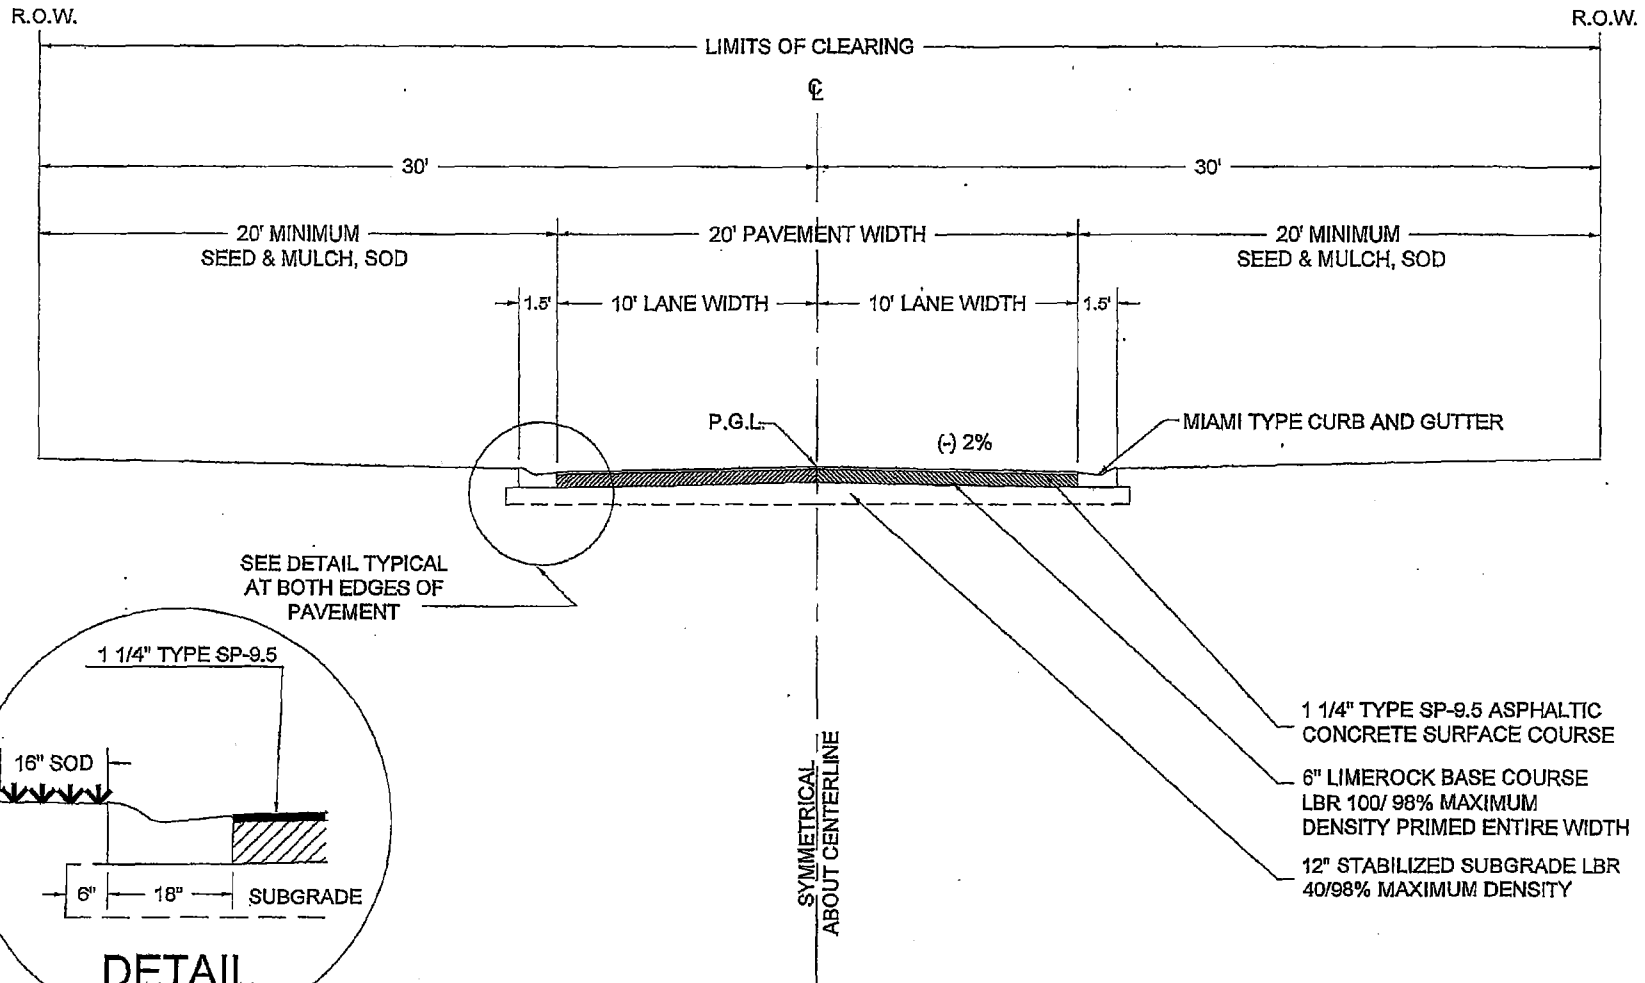 R.O.W.
R.O.W.
LIMITS OF CLEARING
℄
30'
30'
20' MINIMUM
SEED & MULCH, SOD
20' PAVEMENT WIDTH
20' MINIMUM
SEED & MULCH, SOD
1.5'
10' LANE WIDTH
10' LANE WIDTH
1.5'
P.G.L.
(-) 2%
MIAMI TYPE CURB AND GUTTER
SEE DETAIL TYPICAL
AT BOTH EDGES OF
PAVEMENT
1 1/4" TYPE SP-9.5
16" SOD
6"
18"
SUBGRADE
DETAIL
SYMMETRICAL
ABOUT CENTERLINE
1 1/4" TYPE SP-9.5 ASPHALTIC
CONCRETE SURFACE COURSE
6" LIMEROCK BASE COURSE
LBR 100/ 98% MAXIMUM
DENSITY PRIMED ENTIRE WIDTH
12" STABILIZED SUBGRADE LBR
40/98% MAXIMUM DENSITY